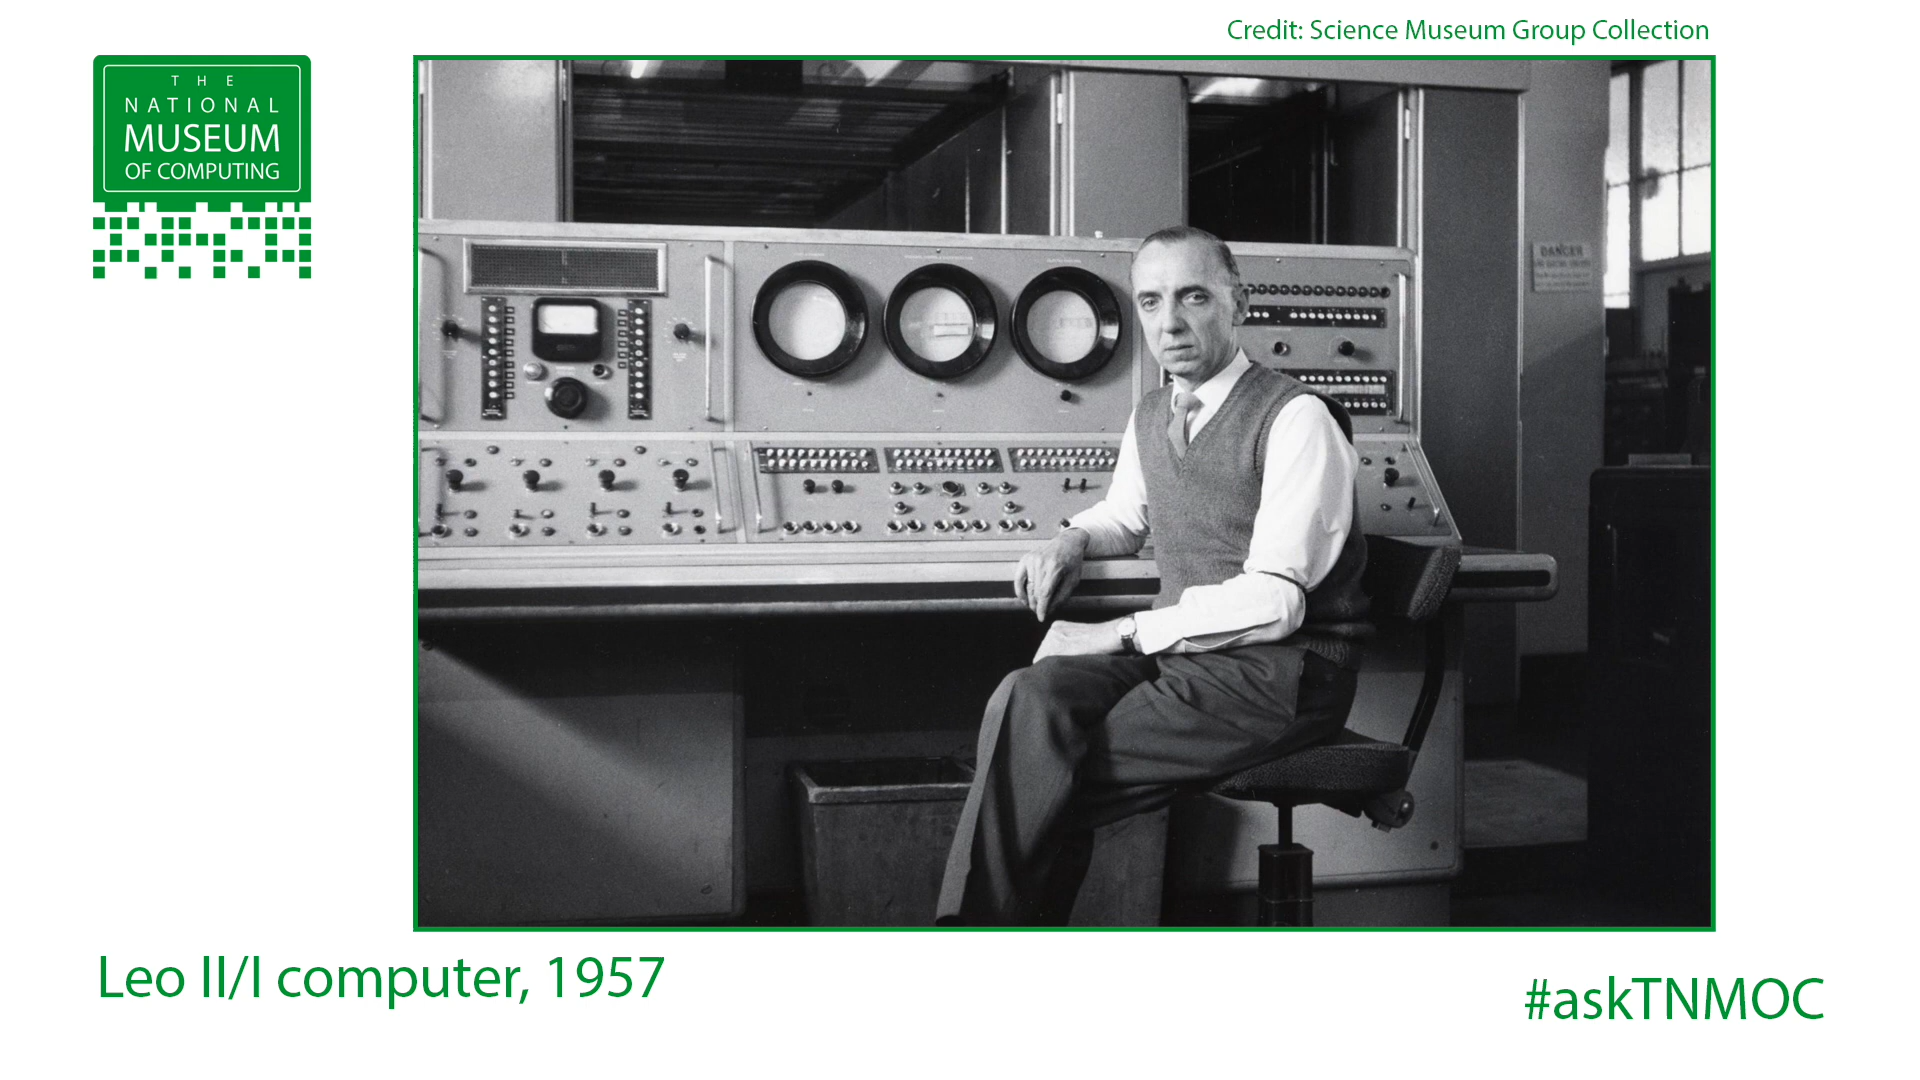 Credit: Science Museum Group Collection
THE
NATIONAL
MUSEUM
OF COMPUTING
DANGER
Leo II/I computer, 1957
#askTNMOC